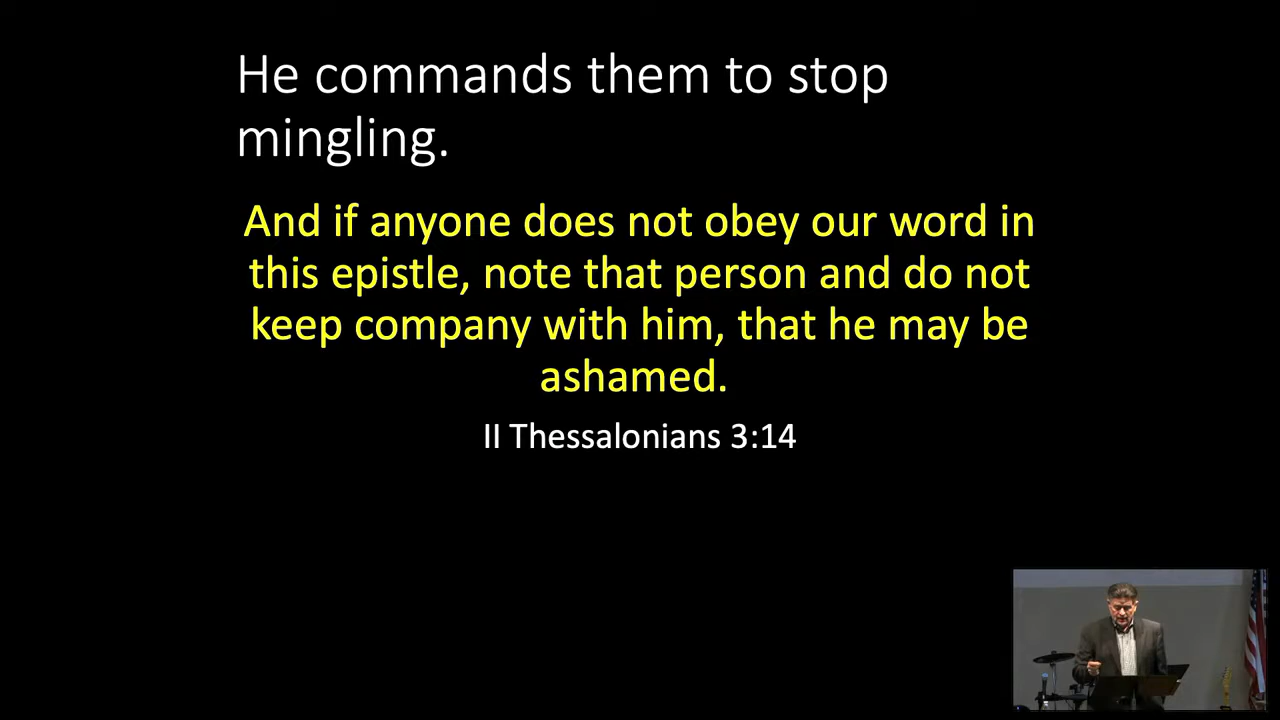 He commands them to stop
mingling.
And if anyone does not obey our word in
this epistle, note that person and do not
keep company with him, that he may be
ashamed.
II Thessalonians 3:14